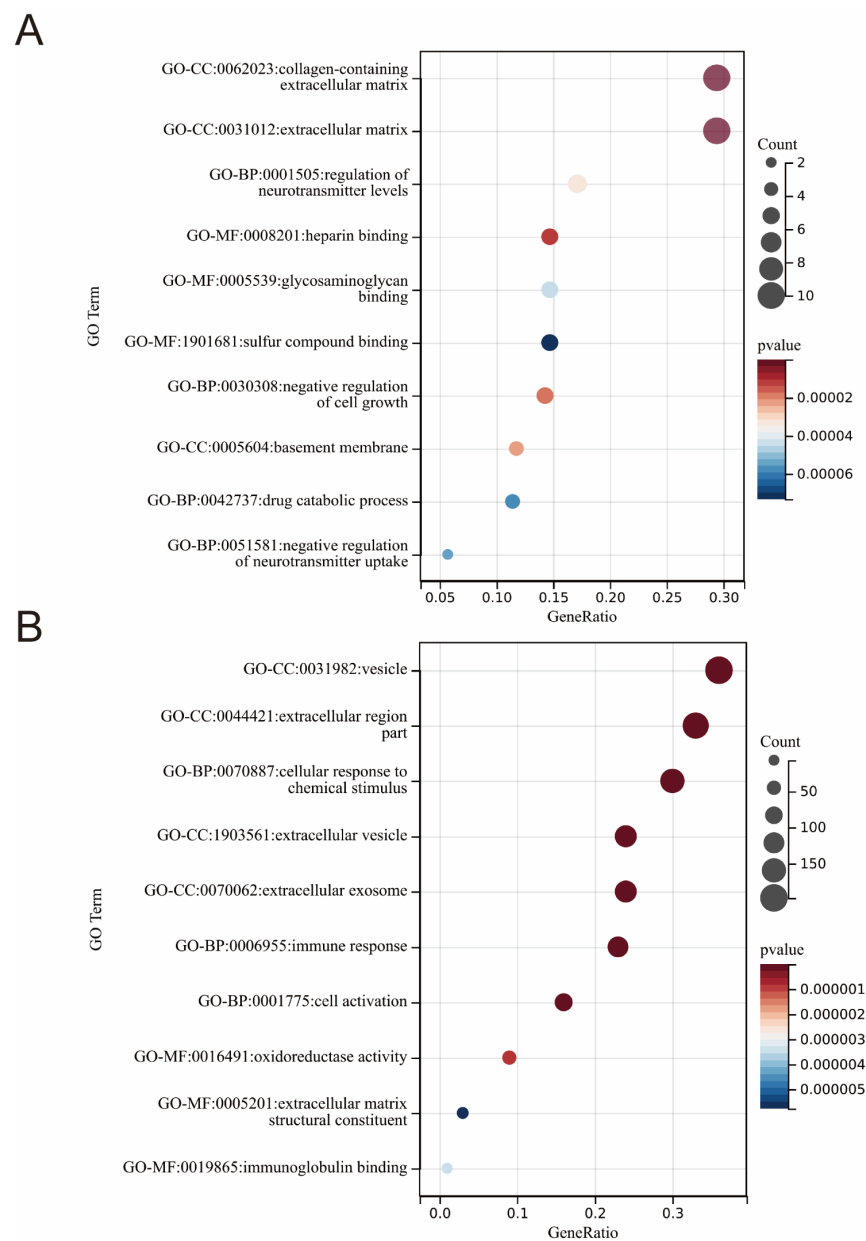 A
GO-CC:0062023:collagen-containing
extracellular matrix
GO-CC:0031012:extracellular matrix
GO-BP:0001505:regulation of
neurotransmitter levels
GO-MF:0008201:heparin binding
GO-MF:0005539:glycosaminoglycan
binding
GO-MF:1901681:sulfur compound binding
GO-BP:0030308:negative regulation
of cell growth
GO-CC:0005604:basement membrane
GO-BP:0042737:drug catabolic process
GO-BP:0051581:negative regulation
of neurotransmitter uptake
GO Term
0.05 0.10 0.15 0.20 0.25 0.30
GeneRatio
Count
2
4
6
8
10
pvalue
0.00002
0.00004
0.00006
B
GO-CC:0031982:vesicle
GO-CC:0044421:extracellular region
part
GO-BP:0070887:cellular response to
chemical stimulus
GO-CC:1903561:extracellular vesicle
GO-CC:0070062:extracellular exosome
GO-BP:0006955:immune response
GO-BP:0001775:cell activation
GO-MF:0016491:oxidoreductase activity
GO-MF:0005201:extracellular matrix
structural constituent
GO-MF:0019865:immunoglobulin binding
GO Term
0.0 0.1 0.2 0.3
GeneRatio
Count
50
100
150
pvalue
0.000001
0.000002
0.000003
0.000004
0.000005